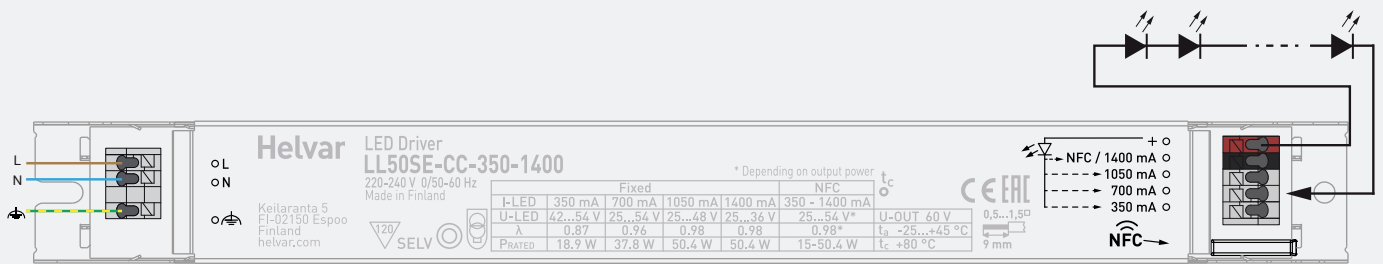 L
N
L
N
Helvar
Keilaranta 5
FI-02150 Espoo
Finland
helvar.com
LED Driver
LL50SE-CC-350-1400
220-240 V 0/50-60 Hz
Made in Finland
120
SELV
* Depending on output power
Fixed NFC
I-LED 350 mA 700 mA 1050 mA 1400 mA 350 - 1400 mA
U-LED 42...54 V 25...54 V 25...48 V 25...36 V 25...54 V* U-OUT 60 V
λ 0.87 0.96 0.98 0.98 0.98* ta -25...+45 °C
PRATED 18.9 W 37.8 W 50.4 W 50.4 W 15-50.4 W tc +80 °C
tc
CE EAC
0,5...1,5
9 mm
+
NFC / 1400 mA
1050 mA
700 mA
350 mA
NFC